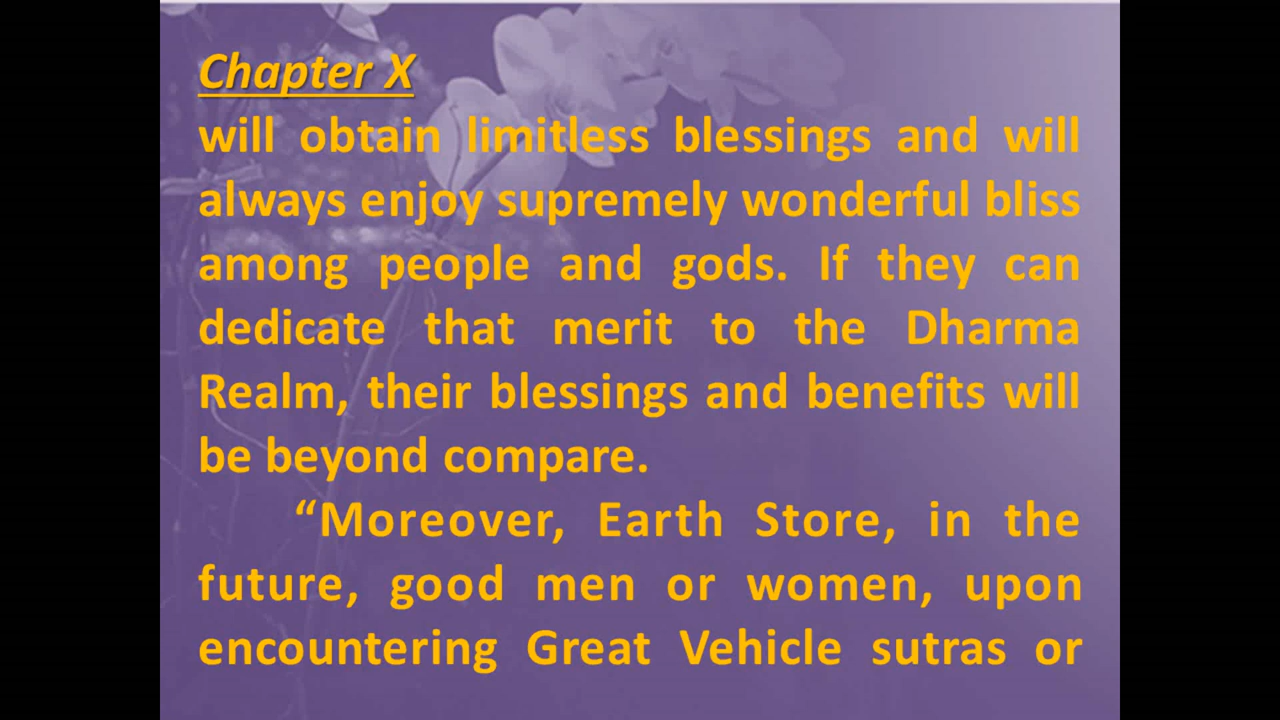 Chapter X
will obtain limitless blessings and will
always enjoy supremely wonderful bliss
among people and gods. If they can
dedicate that merit to the Dharma
Realm, their blessings and benefits will
be beyond compare.
“Moreover, Earth Store, in the
future, good men or women, upon
encountering Great Vehicle sutras or